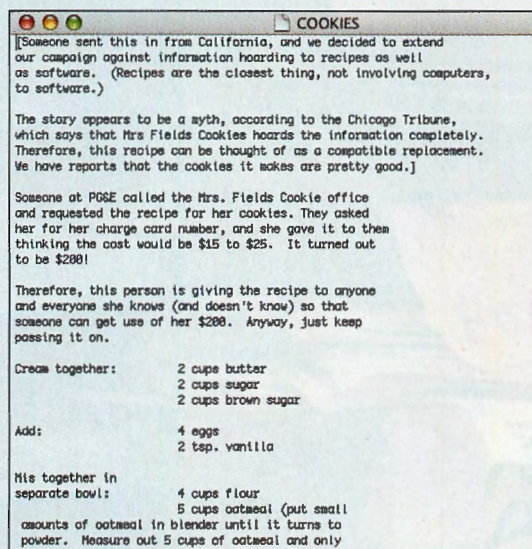 COOKIES
[Someone sent this in from California, and we decided to extend
our campaign against information hoarding to recipes as well
as software.  (Recipes are the closest thing, not involving computers,
to software.)
The story appears to be a myth, according to the Chicago Tribune,
which says that Mrs Fields Cookies hoards the information completely.
Therefore, this recipe can be thought of as a compatible replacement.
We have reports that the cookies it makes are pretty good.]
Someone at PG&E called the Mrs. Fields Cookie office
and requested the recipe for her cookies. They asked
her for her charge card number, and she gave it to them
thinking the cost would be $15 to $25.  It turned out
to be $200!
Therefore, this person is giving the recipe to anyone
and everyone she knows (and doesn't know) so that
someone can get use of her $200.  Anyway, just keep
passing it on.
Cream together: 2 cups butter
2 cups sugar
2 cups brown sugar
Add: 4 eggs
2 tsp. vanilla
Mis together in
separate bowl: 4 cups flour
5 cups oatmeal (put small
amounts of oatmeal in blender until it turns to
powder.  Measure out 5 cups of oatmeal and only